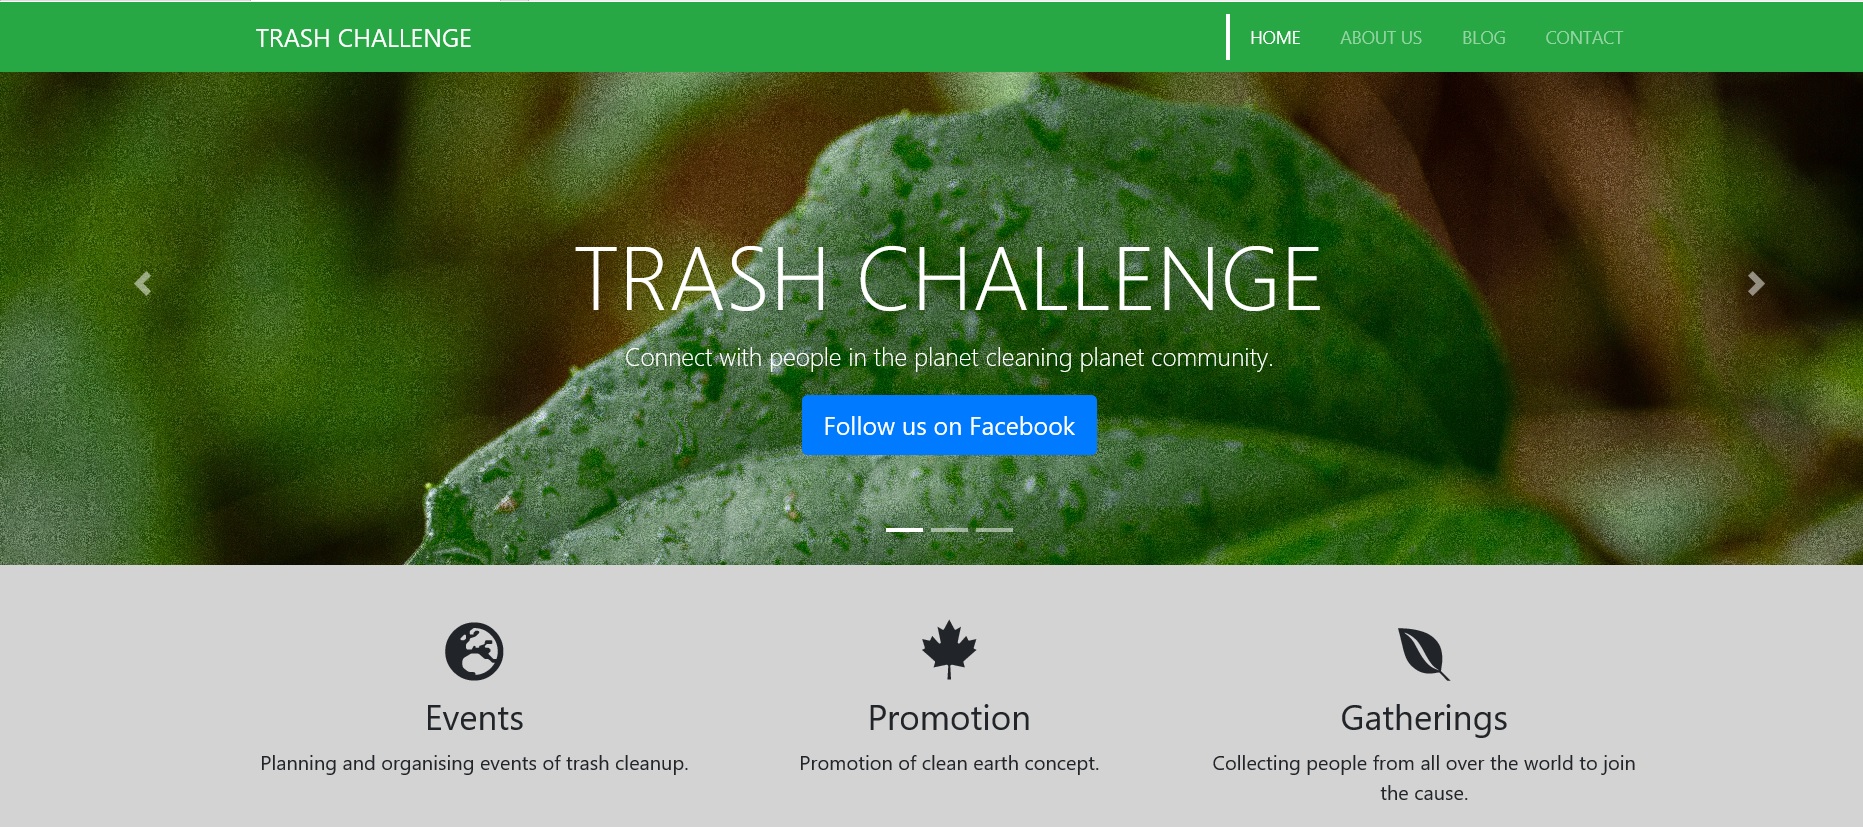 TRASH CHALLENGE
HOME ABOUT US BLOG CONTACT
TRASH CHALLENGE
Connect with people in the planet cleaning planet community.
Follow us on Facebook
Events
Planning and organising events of trash cleanup.
Promotion
Promotion of clean earth concept.
Gatherings
Collecting people from all over the world to join
the cause.